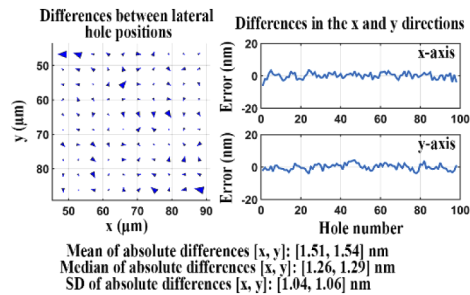 Differences between lateral
hole positions
50
60
70
80
y (µm)
50
60
70
80
90
x (µm)
Differences in the x and y directions
x-axis
20
0
-20
Error (nm)
0
20
40
60
80
100
y-axis
20
0
-20
Error (nm)
0
20
40
60
80
100
Hole number
Mean of absolute differences [x, y]: [1.51, 1.54] nm
Median of absolute differences [x, y]: [1.26, 1.29] nm
SD of absolute differences [x, y]: [1.04, 1.06] nm